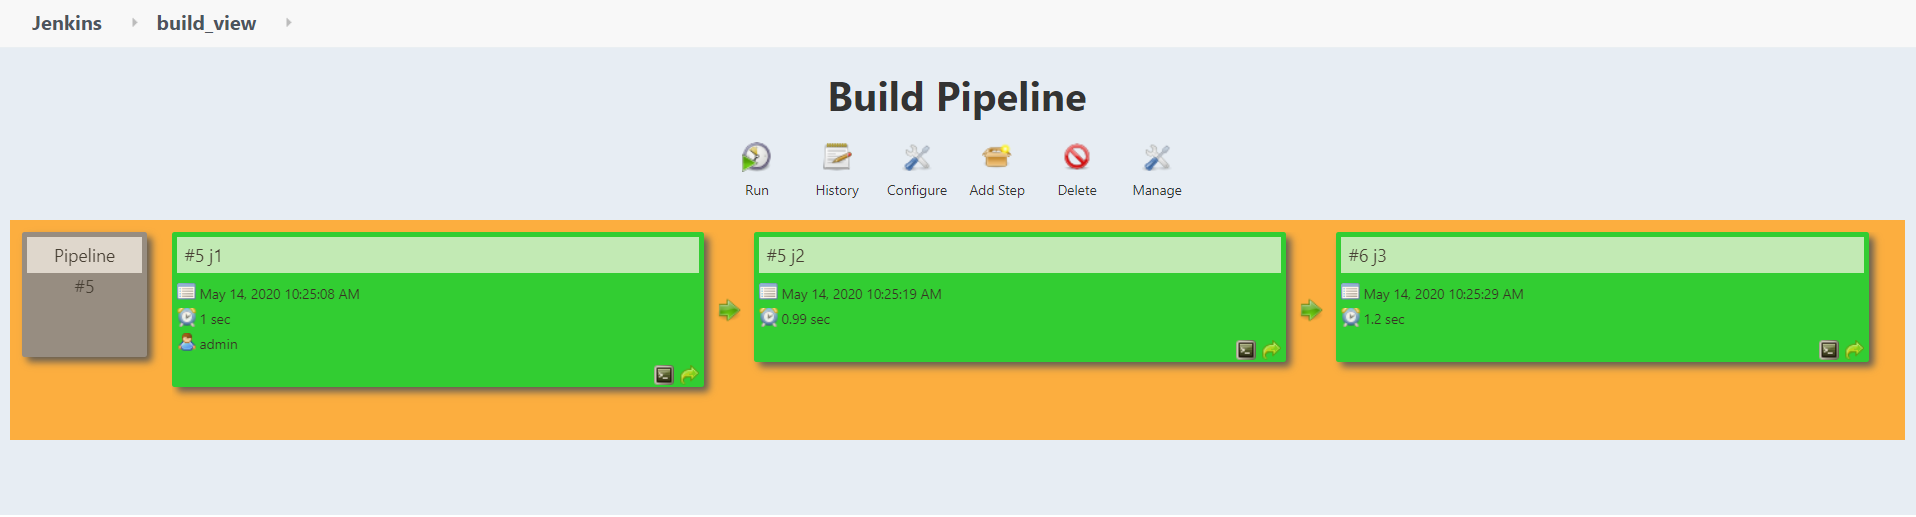 Jenkins build_view
Build Pipeline
Run History Configure Add Step Delete Manage
Pipeline
#5
#5 j1
May 14, 2020 10:25:08 AM
1 sec
admin
#5 j2
May 14, 2020 10:25:19 AM
0.99 sec
#6 j3
May 14, 2020 10:25:29 AM
1.2 sec